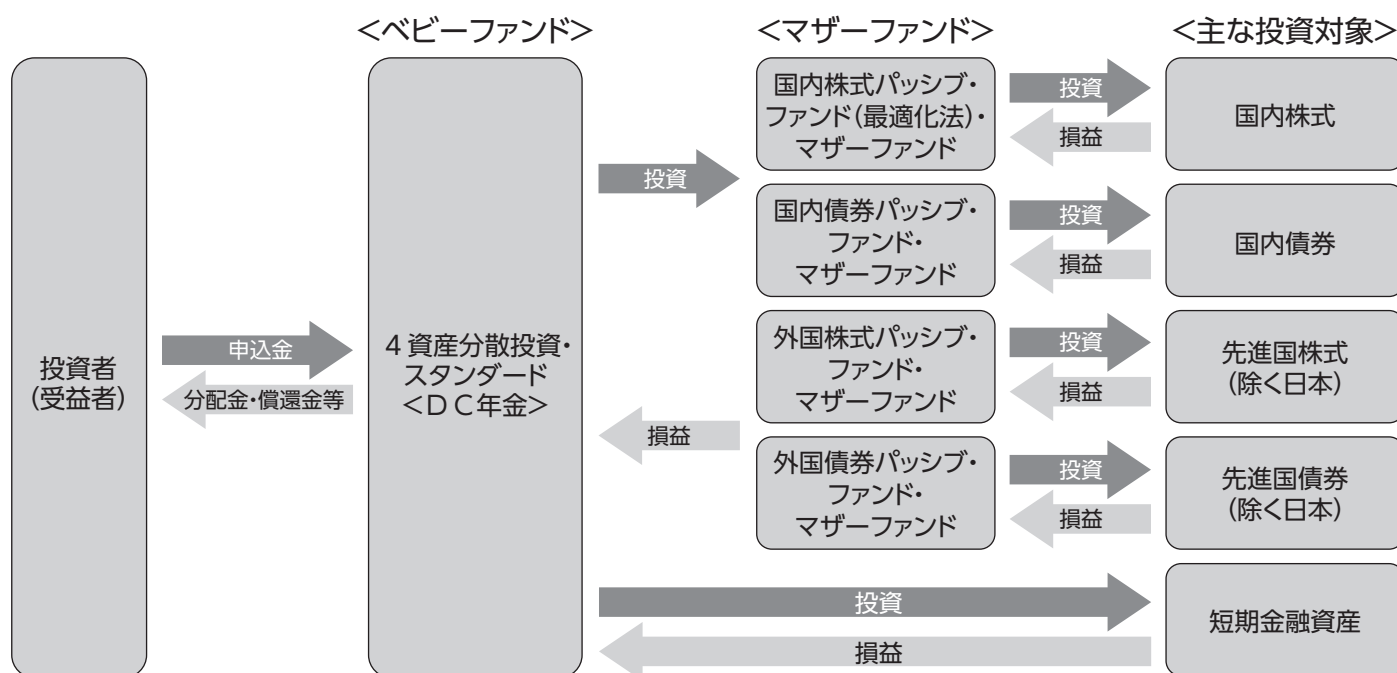 <ベビーファンド>
<マザーファンド>
<主な投資対象>
投資者
(受益者)
申込金
分配金・償還金等
4資産分散投資・
スタンダード
<DC年金>
投資
損益
国内株式パッシブ・
ファンド(最適化法)・
マザーファンド
投資
損益
国内株式
国内債券パッシブ・
ファンド・
マザーファンド
投資
損益
国内債券
外国株式パッシブ・
ファンド・
マザーファンド
投資
損益
先進国株式
(除く日本)
外国債券パッシブ・
ファンド・
マザーファンド
投資
損益
先進国債券
(除く日本)
投資
損益
短期金融資産